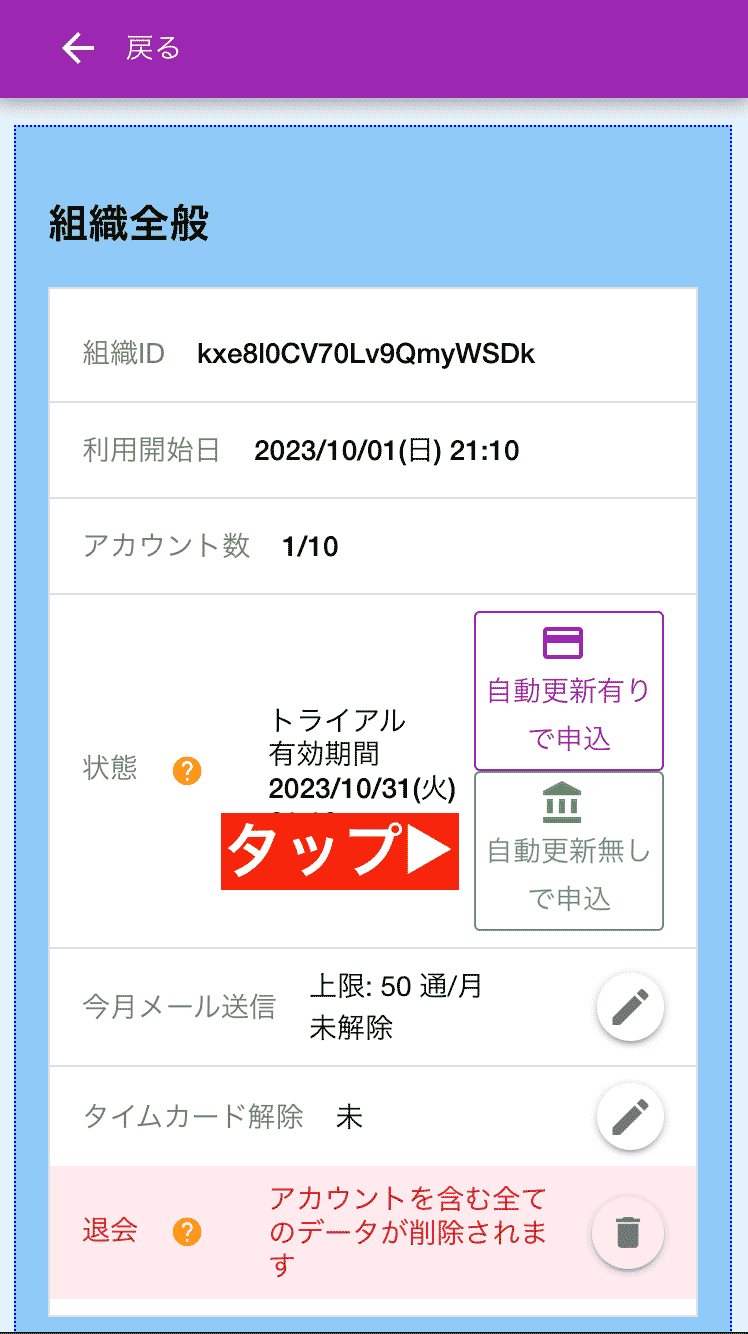 戻る
組織全般
組織ID kxe8l0CV70Lv9QmyWSDk
利用開始日 2023/10/01(日) 21:10
アカウント数 1/10
状態 ?
トライアル
有効期間
2023/10/31(火)
タップ▶
自動更新有り
で申込
自動更新無し
で申込
今月メール送信
上限: 50 通/月
未解除
タイムカード解除 未
退会 ?
アカウントを含む全て
のデータが削除されま
す